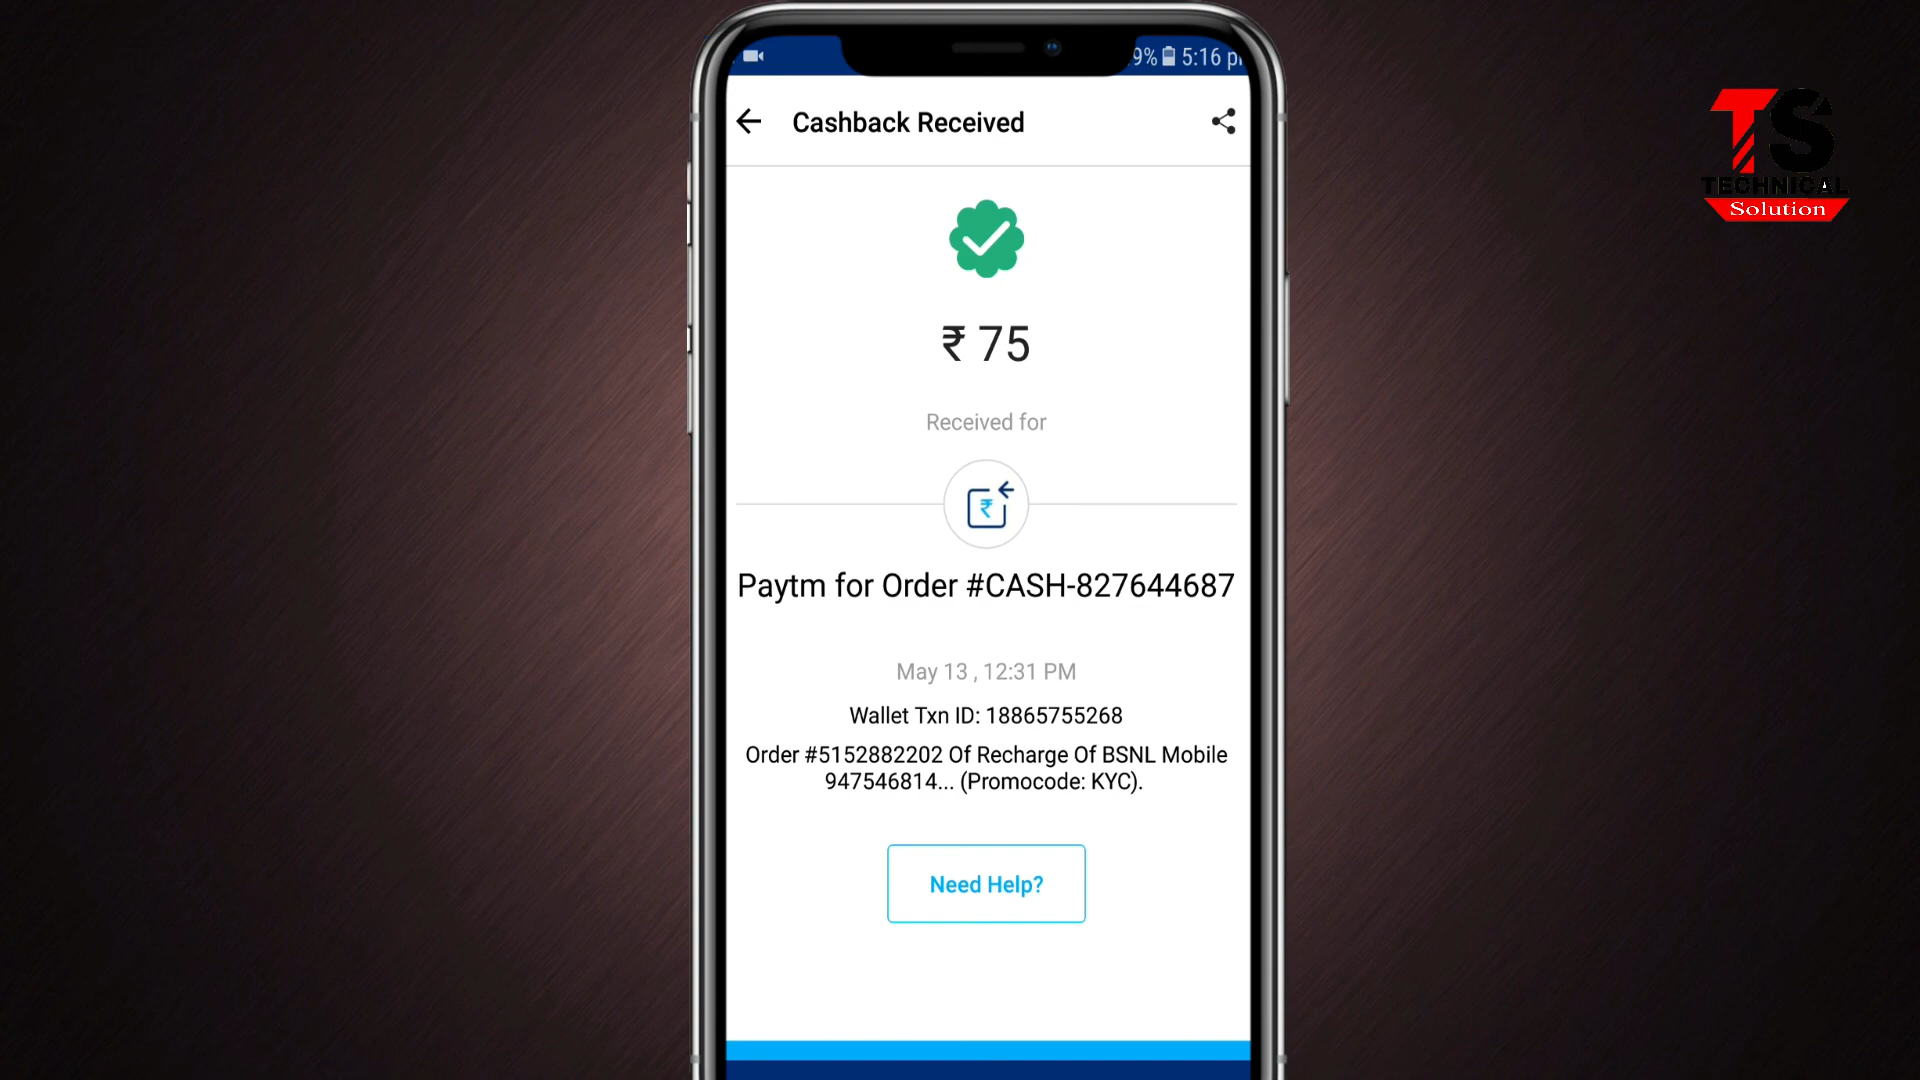 9% 5:16 p
Cashback Received
TS
TECHNICAL
Solution
₹ 75
Received for
₹
Paytm for Order #CASH-827644687
May 13 , 12:31 PM
Wallet Txn ID: 18865755268
Order #5152882202 Of Recharge Of BSNL Mobile
947546814... (Promocode: KYC).
Need Help?